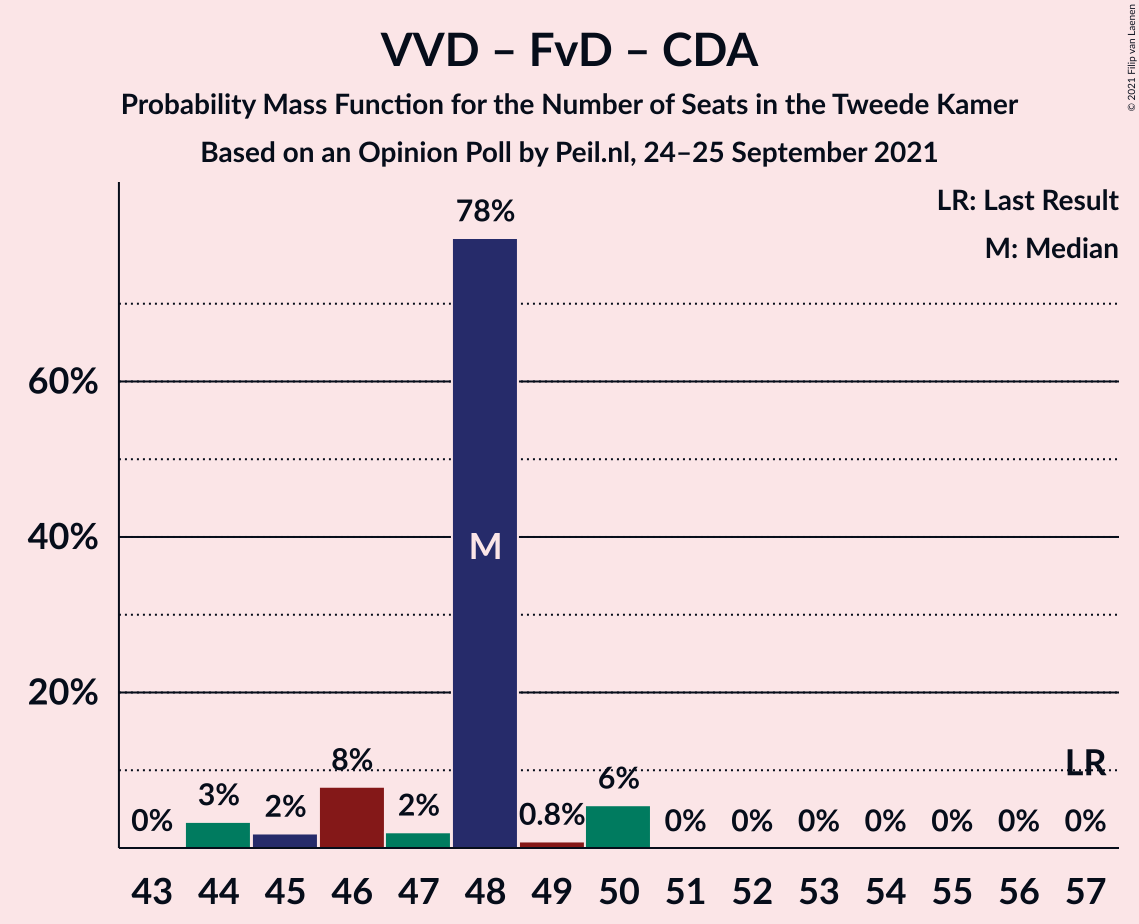 VVD – FvD – CDA
Probability Mass Function for the Number of Seats in the Tweede Kamer
Based on an Opinion Poll by Peil.nl, 24–25 September 2021
© 2021 Filip van Laenen
LR: Last Result
M: Median
78%
60%
40%
20%
M
LR
0% 3% 2% 8% 2% 0.8% 6% 0% 0% 0% 0% 0% 0% 0%
43 44 45 46 47 48 49 50 51 52 53 54 55 56 57